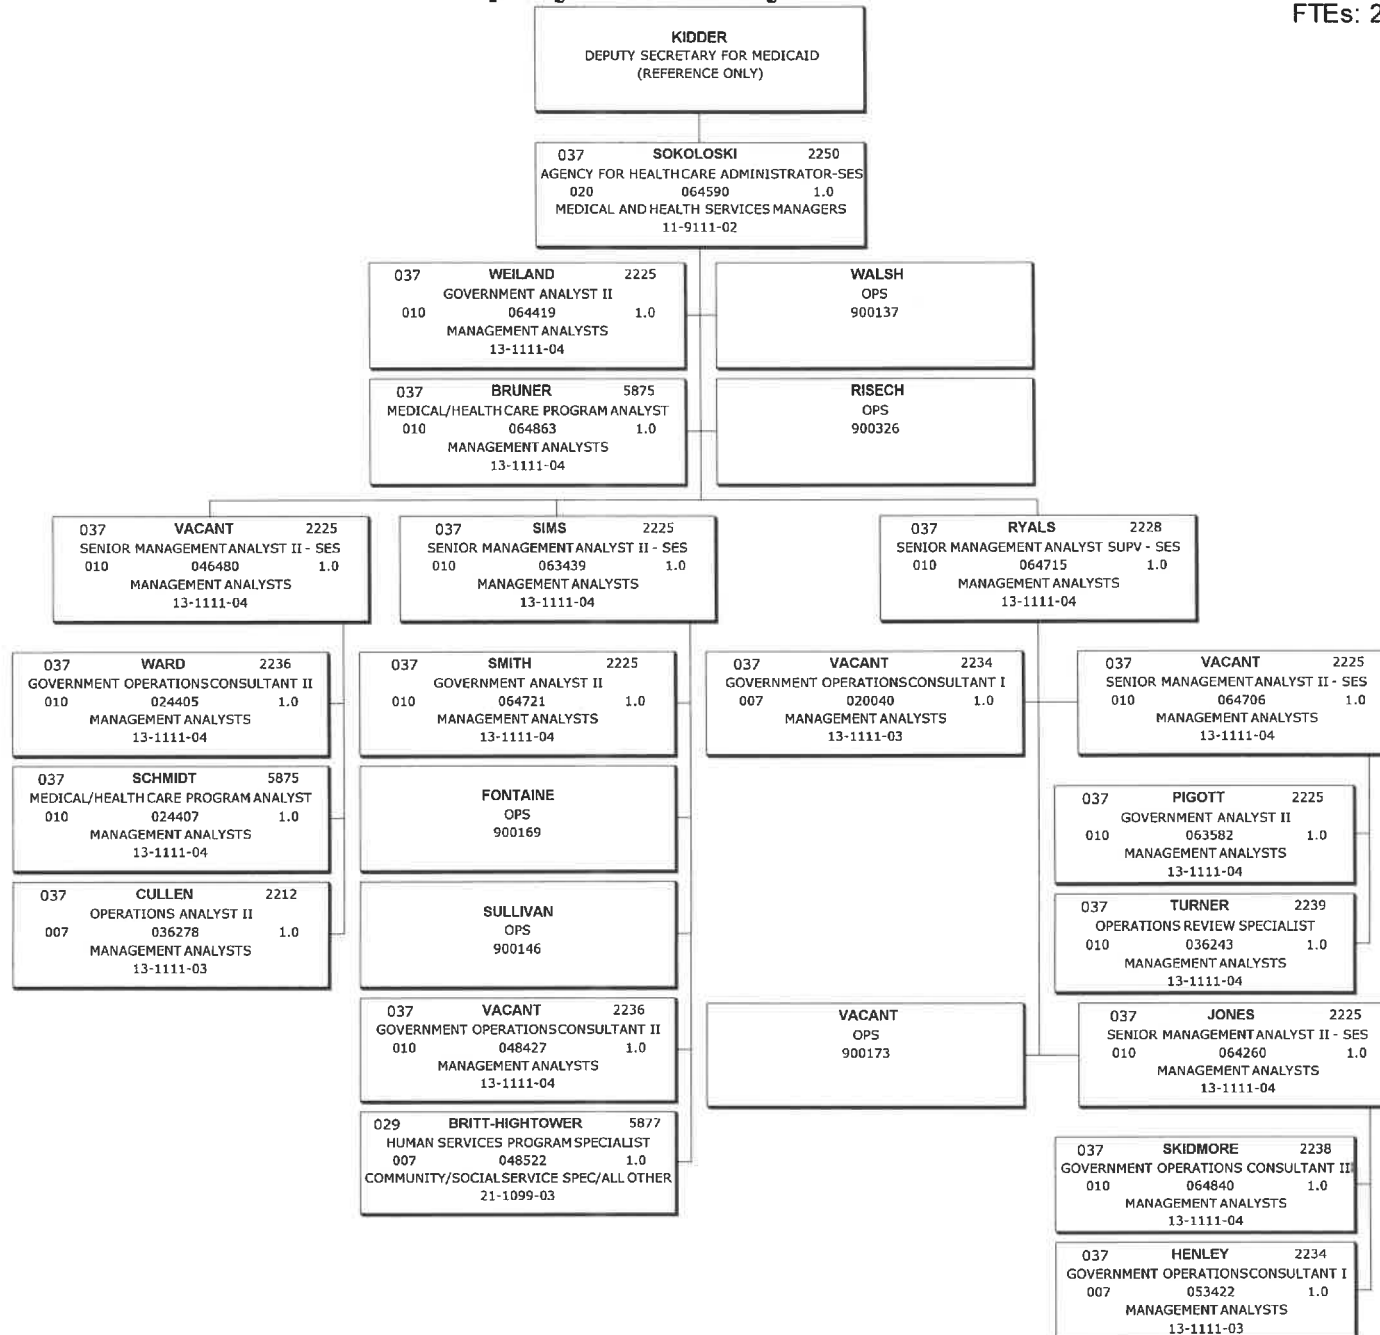 FTEs: 2
KIDDER
DEPUTY SECRETARY FOR MEDICAID
(REFERENCE ONLY)
037 SOKOLOSKI 2250
AGENCY FOR HEALTH CARE ADMINISTRATOR-SES
020 064590 1.0
MEDICAL AND HEALTH SERVICES MANAGERS
11-9111-02
037 WEILAND 2225
GOVERNMENT ANALYST II
010 064419 1.0
MANAGEMENT ANALYSTS
13-1111-04
WALSH
OPS
900137
037 BRUNER 5875
MEDICAL/HEALTH CARE PROGRAM ANALYST
010 064863 1.0
MANAGEMENT ANALYSTS
13-1111-04
RISECH
OPS
900326
037 VACANT 2225
SENIOR MANAGEMENT ANALYST II - SES
010 046480 1.0
MANAGEMENT ANALYSTS
13-1111-04
037 SIMS 2225
SENIOR MANAGEMENT ANALYST II - SES
010 063439 1.0
MANAGEMENT ANALYSTS
13-1111-04
037 RYALS 2228
SENIOR MANAGEMENT ANALYST SUPV - SES
010 064715 1.0
MANAGEMENT ANALYSTS
13-1111-04
037 WARD 2236
GOVERNMENT OPERATIONS CONSULTANT II
010 024405 1.0
MANAGEMENT ANALYSTS
13-1111-04
037 SCHMIDT 5875
MEDICAL/HEALTH CARE PROGRAM ANALYST
010 024407 1.0
MANAGEMENT ANALYSTS
13-1111-04
037 CULLEN 2212
OPERATIONS ANALYST II
007 036278 1.0
MANAGEMENT ANALYSTS
13-1111-03
037 SMITH 2225
GOVERNMENT ANALYST II
010 064721 1.0
MANAGEMENT ANALYSTS
13-1111-04
FONTAINE
OPS
900169
SULLIVAN
OPS
900146
037 VACANT 2236
GOVERNMENT OPERATIONS CONSULTANT II
010 048427 1.0
MANAGEMENT ANALYSTS
13-1111-04
029 BRITT-HIGHTOWER 5877
HUMAN SERVICES PROGRAM SPECIALIST
007 048522 1.0
COMMUNITY/SOCIAL SERVICE SPEC/ALL OTHER
21-1099-03
037 VACANT 2234
GOVERNMENT OPERATIONS CONSULTANT I
007 020040 1.0
MANAGEMENT ANALYSTS
13-1111-03
037 VACANT 2225
SENIOR MANAGEMENT ANALYST II - SES
010 064706 1.0
MANAGEMENT ANALYSTS
13-1111-04
037 PIGOTT 2225
GOVERNMENT ANALYST II
010 063582 1.0
MANAGEMENT ANALYSTS
13-1111-04
037 TURNER 2239
OPERATIONS REVIEW SPECIALIST
010 036243 1.0
MANAGEMENT ANALYSTS
13-1111-04
VACANT
OPS
900173
037 JONES 2225
SENIOR MANAGEMENT ANALYST II - SES
010 064260 1.0
MANAGEMENT ANALYSTS
13-1111-04
037 SKIDMORE 2238
GOVERNMENT OPERATIONS CONSULTANT III
010 064840 1.0
MANAGEMENT ANALYSTS
13-1111-04
037 HENLEY 2234
GOVERNMENT OPERATIONS CONSULTANT I
007 053422 1.0
MANAGEMENT ANALYSTS
13-1111-03